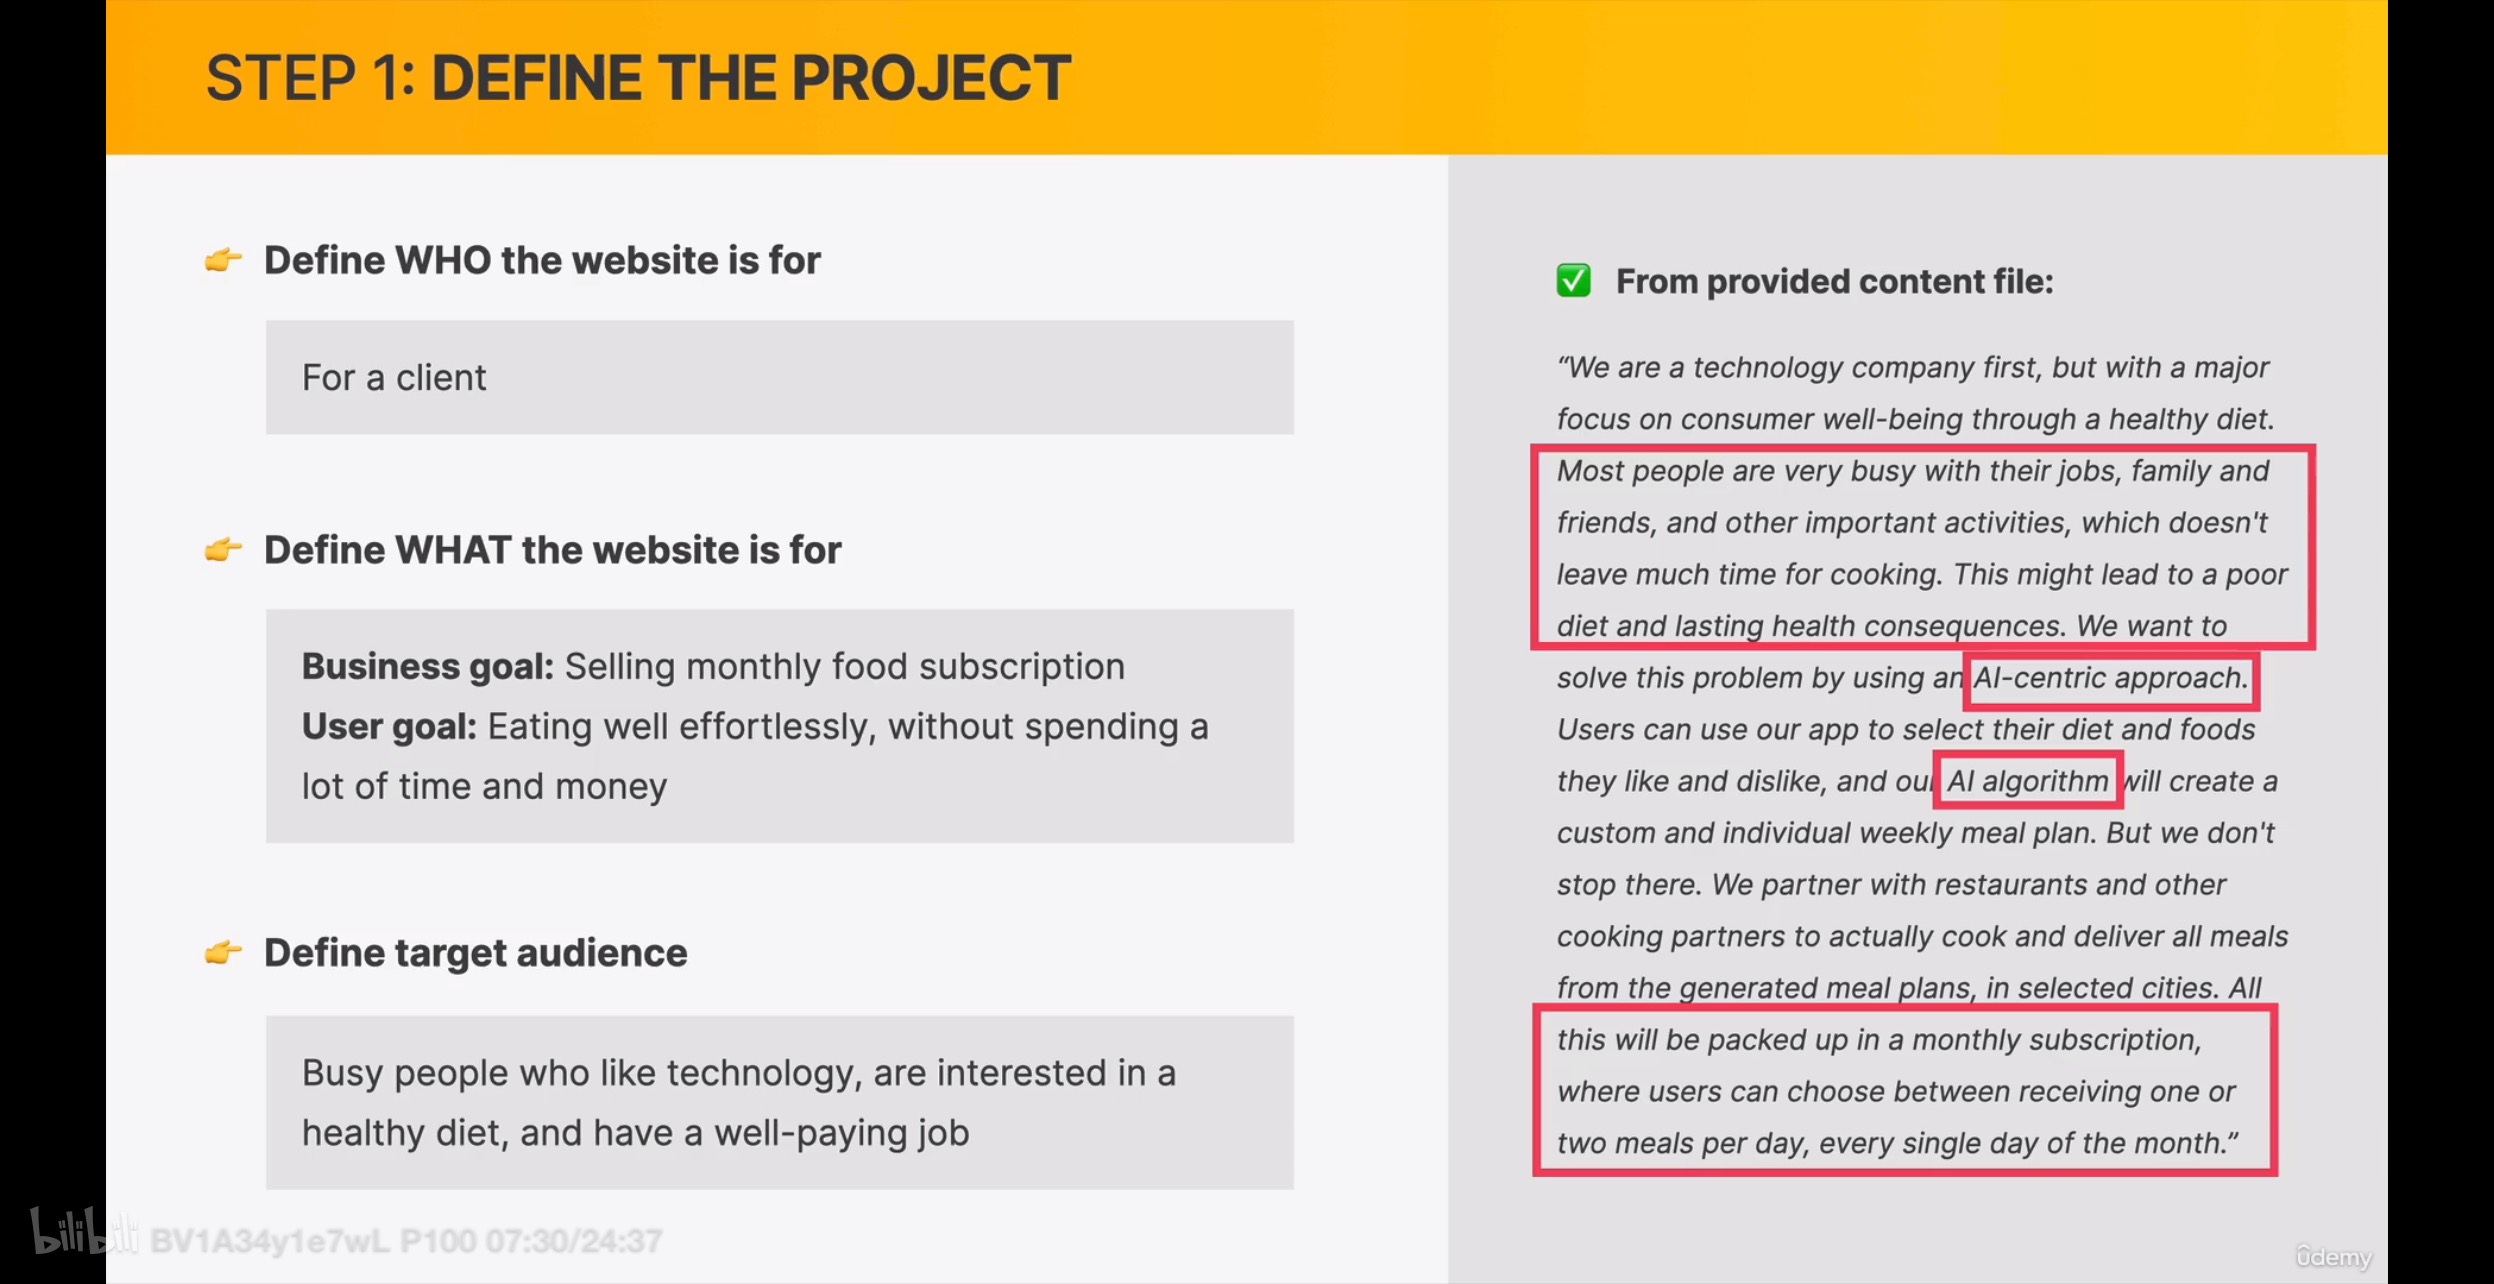 STEP 1: DEFINE THE PROJECT
Define WHO the website is for
For a client
Define WHAT the website is for
Business goal: Selling monthly food subscription
User goal: Eating well effortlessly, without spending a
lot of time and money
Define target audience
Busy people who like technology, are interested in a
healthy diet, and have a well-paying job
From provided content file:
“We are a technology company first, but with a major
focus on consumer well-being through a healthy diet.
Most people are very busy with their jobs, family and
friends, and other important activities, which doesn't
leave much time for cooking. This might lead to a poor
diet and lasting health consequences. We want to
solve this problem by using an AI-centric approach.
Users can use our app to select their diet and foods
they like and dislike, and our AI algorithm will create a
custom and individual weekly meal plan. But we don't
stop there. We partner with restaurants and other
cooking partners to actually cook and deliver all meals
from the generated meal plans, in selected cities. All
this will be packed up in a monthly subscription,
where users can choose between receiving one or
two meals per day, every single day of the month.”
bilibili BV1A34y1e7wL P100 07:30/24:37
ûdemy